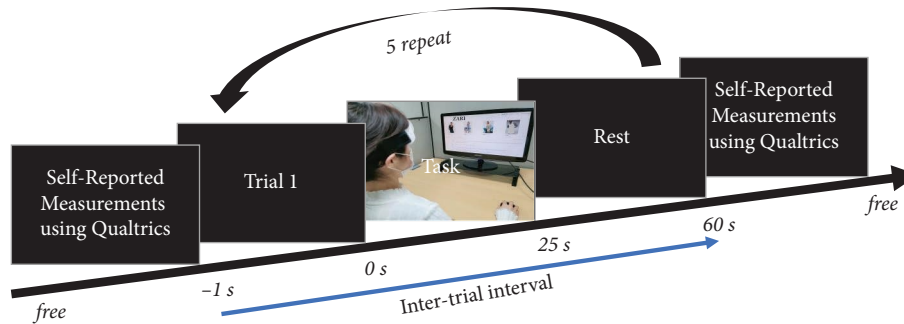 5 repeat
Self-Reported
Measurements
using Qualtrics
Trial 1
ZARI
Task
Rest
Self-Reported
Measurements
using Qualtrics
free
–1 s
0 s
25 s
60 s
free
Inter-trial interval